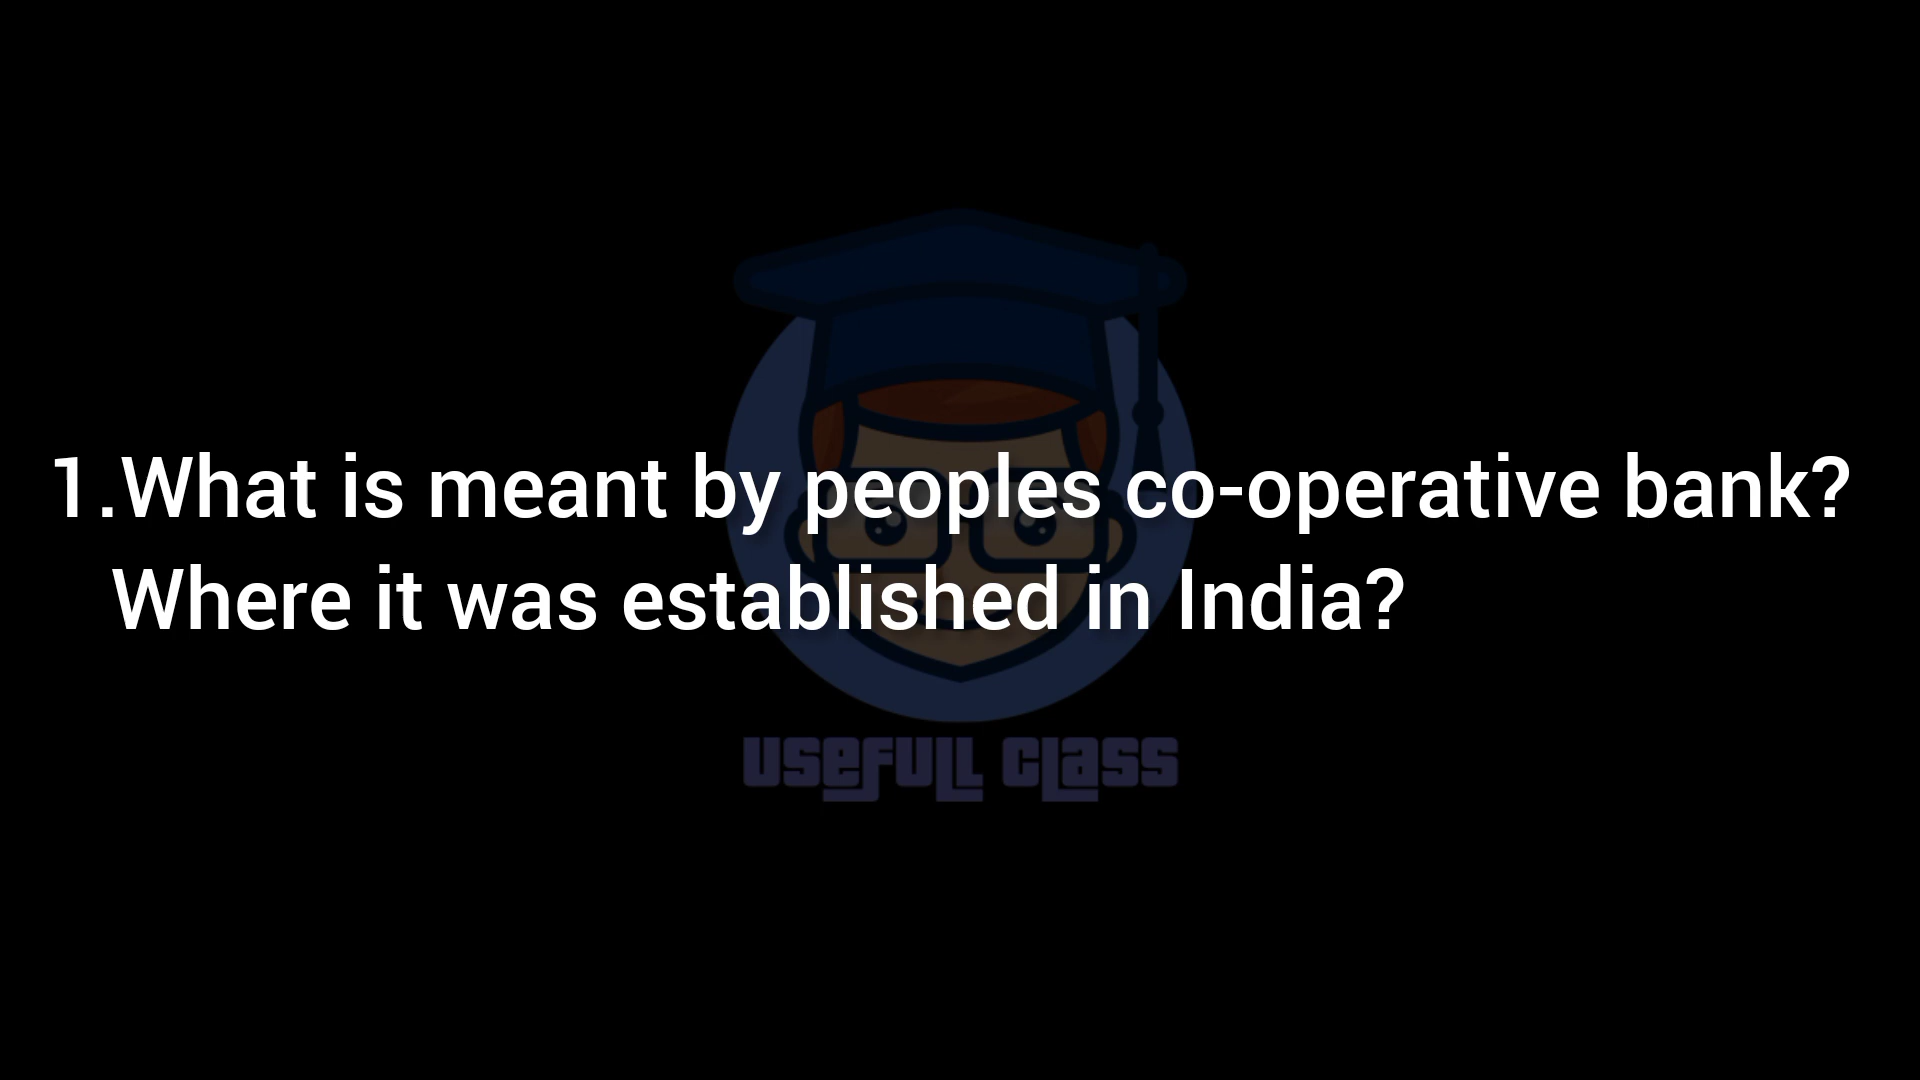 1.What is meant by peoples co-operative bank?
Where it was established in India?
USEFULL CLASS